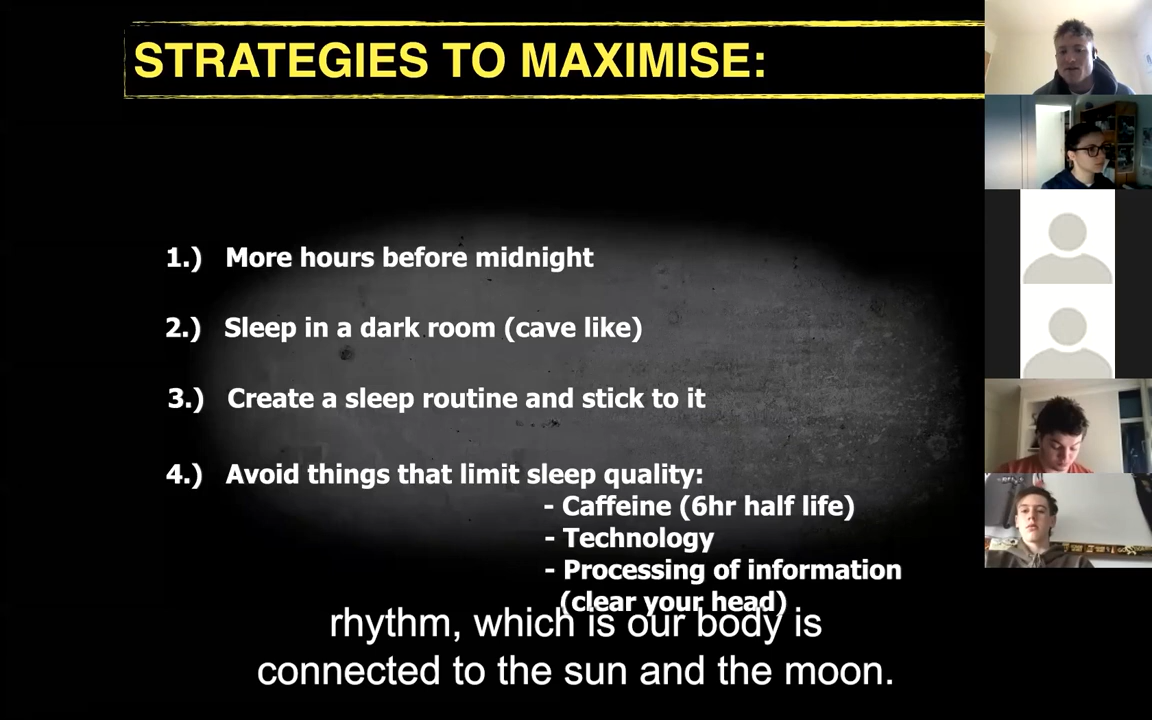 STRATEGIES TO MAXIMISE:
1.) More hours before midnight
2.) Sleep in a dark room (cave like)
3.) Create a sleep routine and stick to it
4.) Avoid things that limit sleep quality:
- Caffeine (6hr half life)
- Technology
- Processing of information
(clear your head)
rhythm, which is our body is
connected to the sun and the moon.